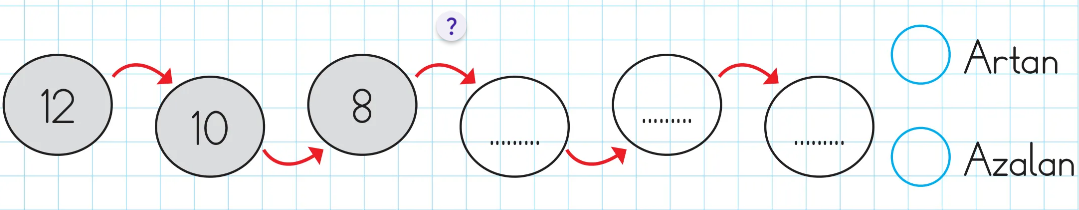 ?
12 10 8 ......... ......... .........
Artan
Azalan